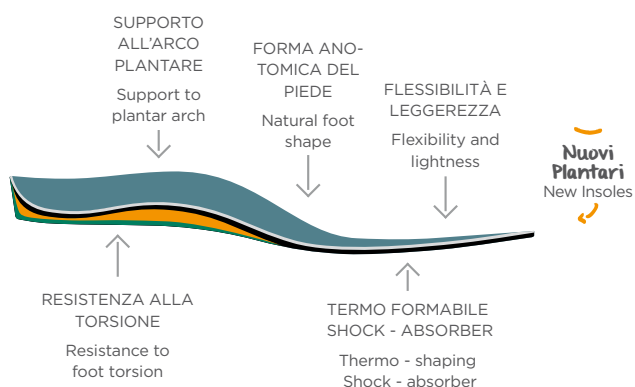 SUPPORTO
ALL'ARCO
PLANTARE
Support to
plantar arch
FORMA ANO-
TOMICA DEL
PIEDE
Natural foot
shape
FLESSIBILITÀ E
LEGGEREZZA
Flexibility and
lightness
Nuovi
Plantari
New Insoles
RESISTENZA ALLA
TORSIONE
Resistance to
foot torsion
TERMO FORMABILE
SHOCK - ABSORBER
Thermo - shaping
Shock - absorber